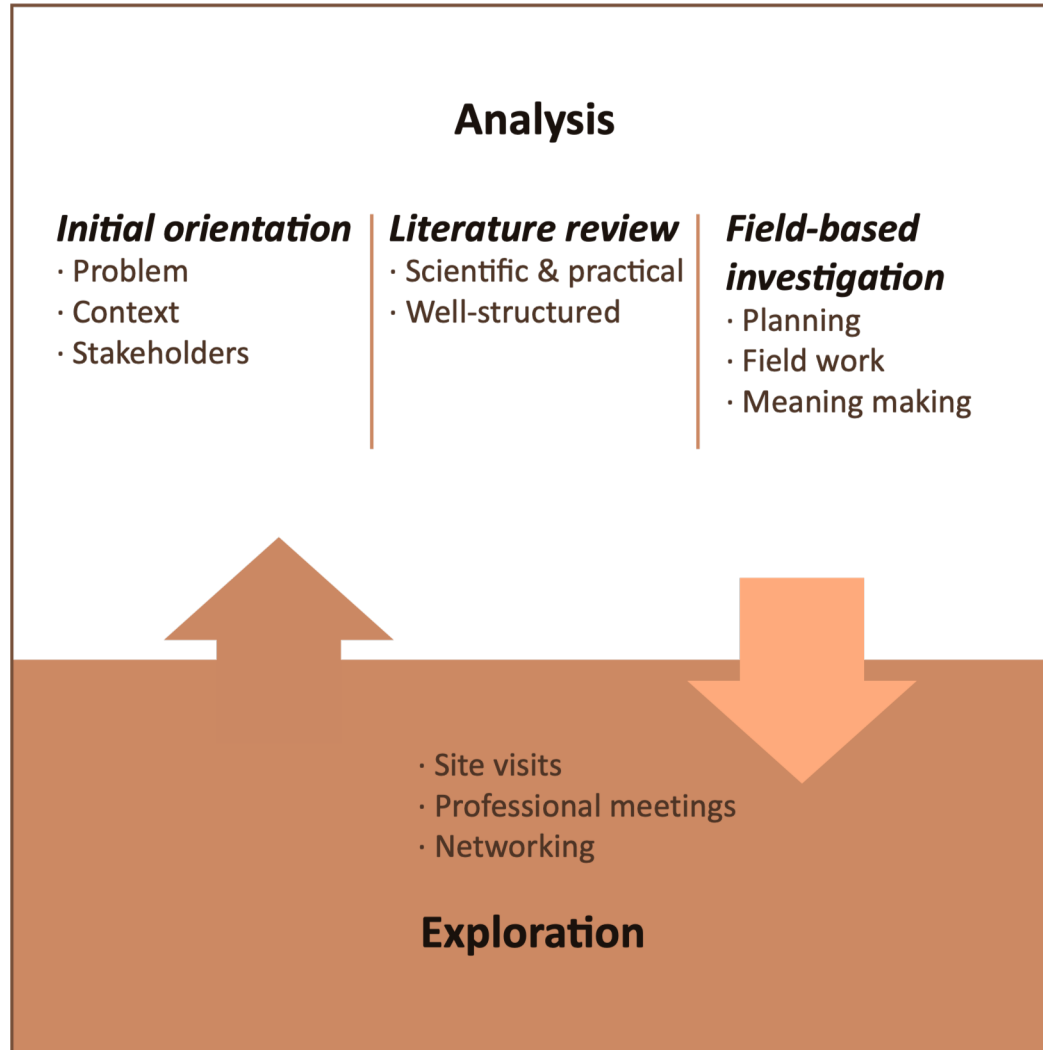 Analysis
Initial orientation
· Problem
· Context
· Stakeholders
Literature review
· Scientific & practical
· Well-structured
Field-based
investigation
· Planning
· Field work
· Meaning making
· Site visits
· Professional meetings
· Networking
Exploration